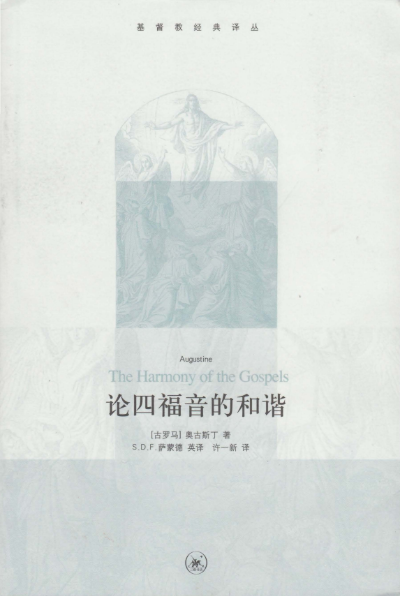 基督教经典译丛
Augustine
The Harmony of the Gospels
论四福音的和谐
[古罗马] 奥古斯丁 著
S.D.F.萨蒙德 英译 许一新 译